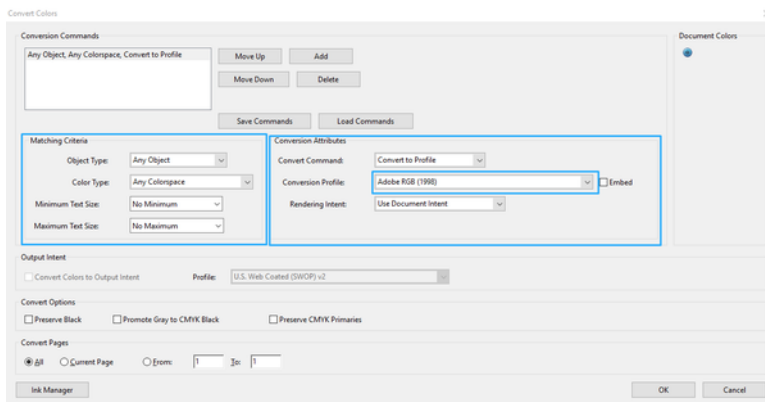 Convert Colors
Conversion Commands
Document Colors
Any Object, Any Colorspace, Convert to Profile
Move Up
Add
Move Down
Delete
Save Commands
Load Commands
Matching Criteria
Object Type:
Any Object
Color Type:
Any Colorspace
Minimum Text Size:
No Minimum
Maximum Text Size:
No Maximum
Conversion Attributes
Convert Command:
Convert to Profile
Conversion Profile:
Adobe RGB (1998)
Embed
Rendering Intent:
Use Document Intent
Output Intent
Convert Colors to Output Intent
Profile:
U.S. Web Coated (SWOP) v2
Convert Options
Preserve Black
Promote Gray to CMYK Black
Preserve CMYK Primaries
Convert Pages
All
Current Page
From:
1
To:
1
Ink Manager
OK
Cancel